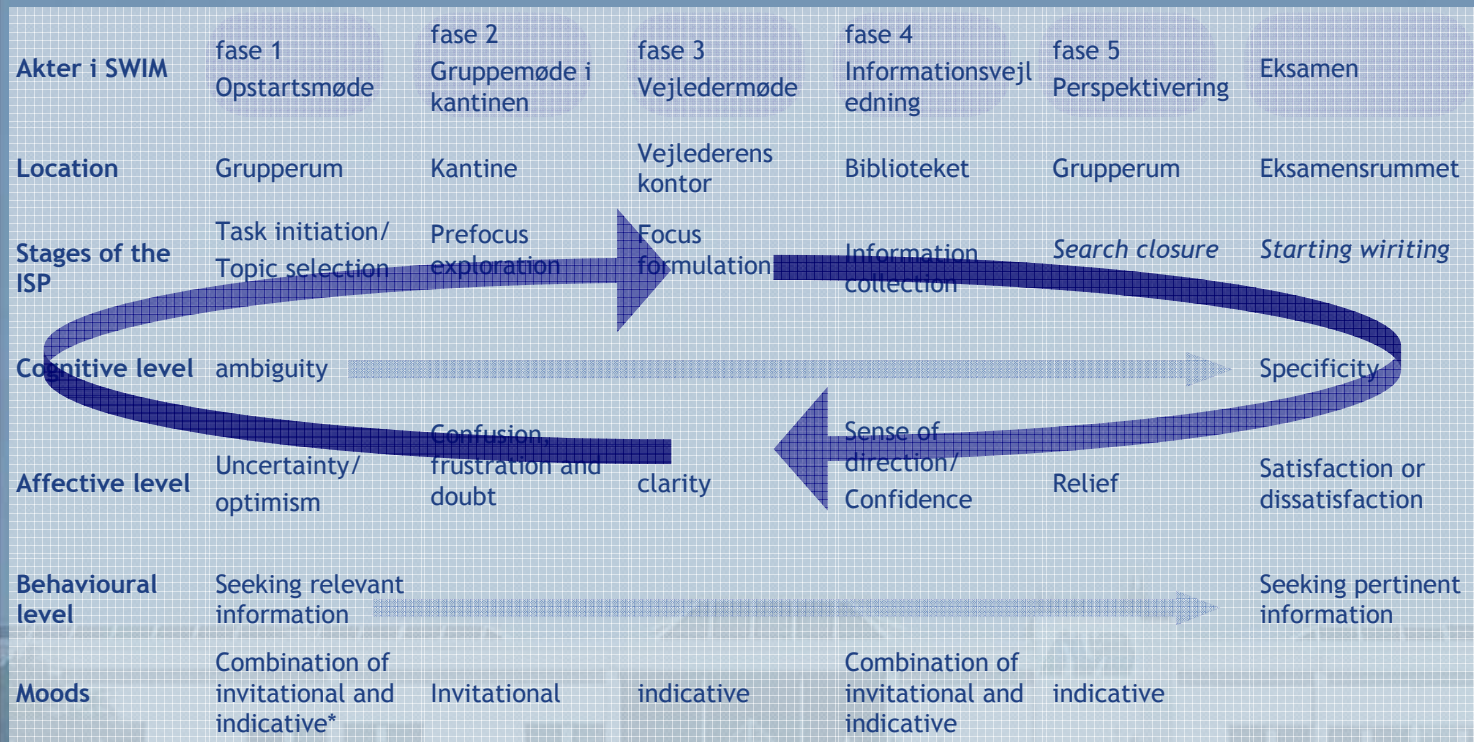 Akter i SWIM
fase 1
Opstartsmøde
fase 2
Gruppemøde i
kantinen
fase 3
Vejledermøde
fase 4
Informationsvejl
edning
fase 5
Perspektivering
Eksamen
Location
Grupperum
Kantine
Vejlederens
kontor
Biblioteket
Grupperum
Eksamensrummet
Stages of the
ISP
Task initiation/
Topic selection
Prefocus
exploration
Focus
formulation
Information
collection
Search closure
Starting wiriting
Cognitive level
ambiguity
Specificity
Affective level
Uncertainty/
optimism
Confusion,
frustration and
doubt
clarity
Sense of
direction/
Confidence
Relief
Satisfaction or
dissatisfaction
Behavioural
level
Seeking relevant
information
Seeking pertinent
information
Moods
Combination of
invitational and
indicative*
Invitational
indicative
Combination of
invitational and
indicative
indicative